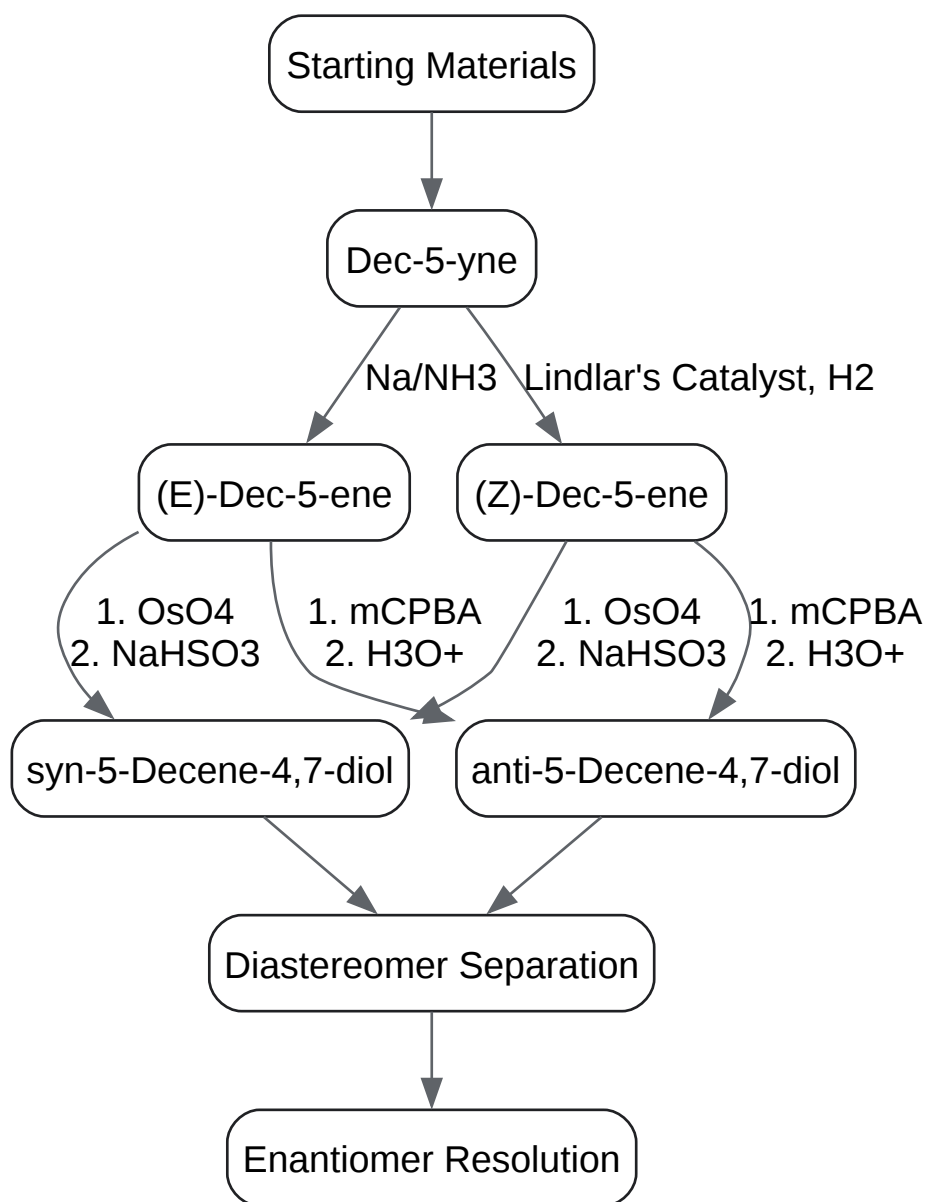 Starting Materials
Dec-5-yne
Na/NH3
Lindlar's Catalyst, H2
(E)-Dec-5-ene
(Z)-Dec-5-ene
1. OsO4
2. NaHSO3
1. mCPBA
2. H3O+
1. OsO4
2. NaHSO3
1. mCPBA
2. H3O+
syn-5-Decene-4,7-diol
anti-5-Decene-4,7-diol
Diastereomer Separation
Enantiomer Resolution